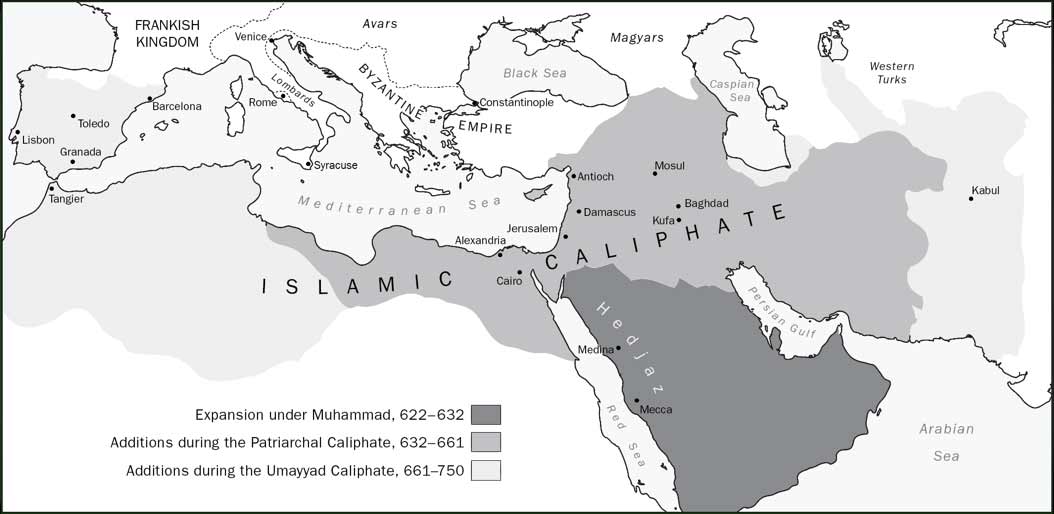 FRANKISH
KINGDOM
Avars
Magyars
Western
Turks
Venice
Lombards
BYZANTINE
EMPIRE
Black Sea
Caspian
Sea
Rome
Constantinople
Barcelona
Toledo
Lisbon
Granada
Tangier
Syracuse
Antioch
Mosul
Mediterranean Sea
Damascus
Baghdad
Kufa
Kabul
Jerusalem
Alexandria
Cairo
ISLAMIC CALIPHATE
Hedjaz
Persian Gulf
Medina
Mecca
Red Sea
Arabian
Sea
Expansion under Muhammad, 622–632
Additions during the Patriarchal Caliphate, 632–661
Additions during the Umayyad Caliphate, 661–750